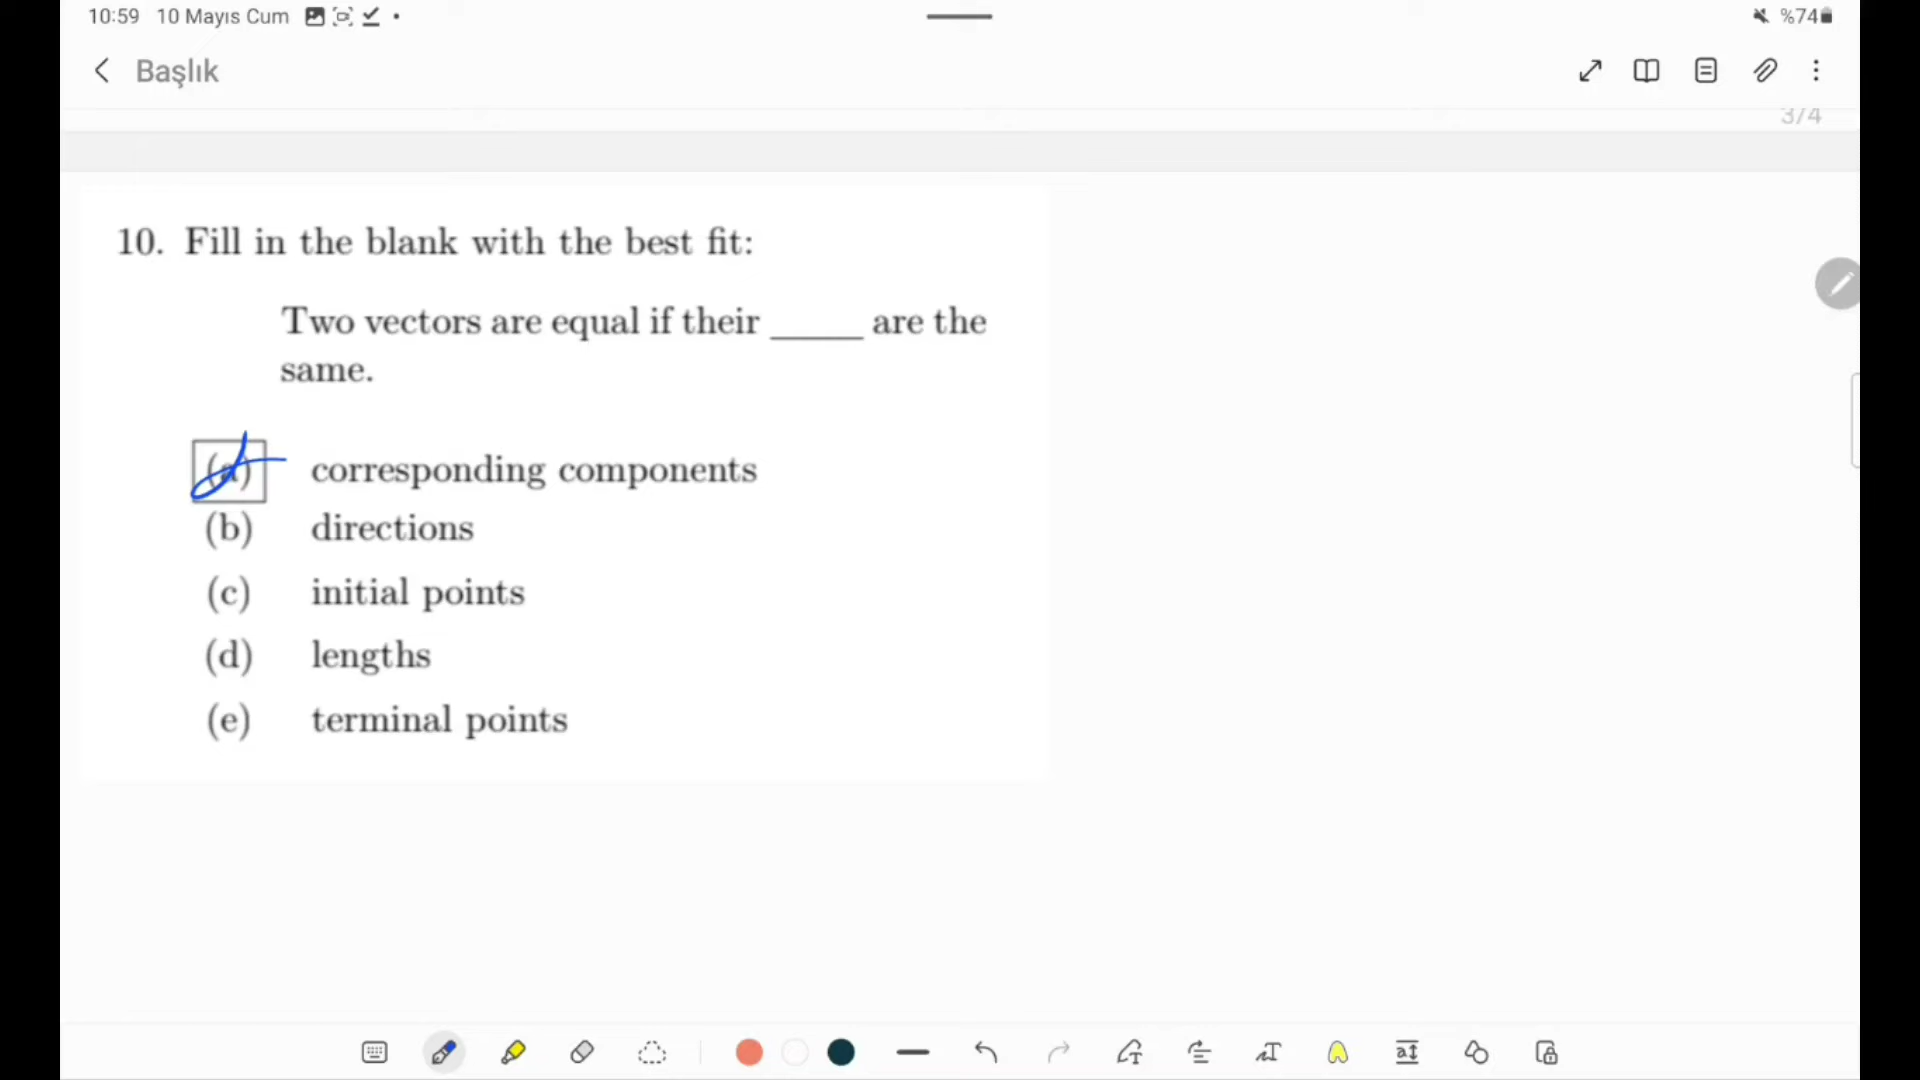 10:59 10 Mayıs Cum
%74
Başlık
3/4
10. Fill in the blank with the best fit:
Two vectors are equal if their _____ are the
same.
(a) corresponding components
(b) directions
(c) initial points
(d) lengths
(e) terminal points